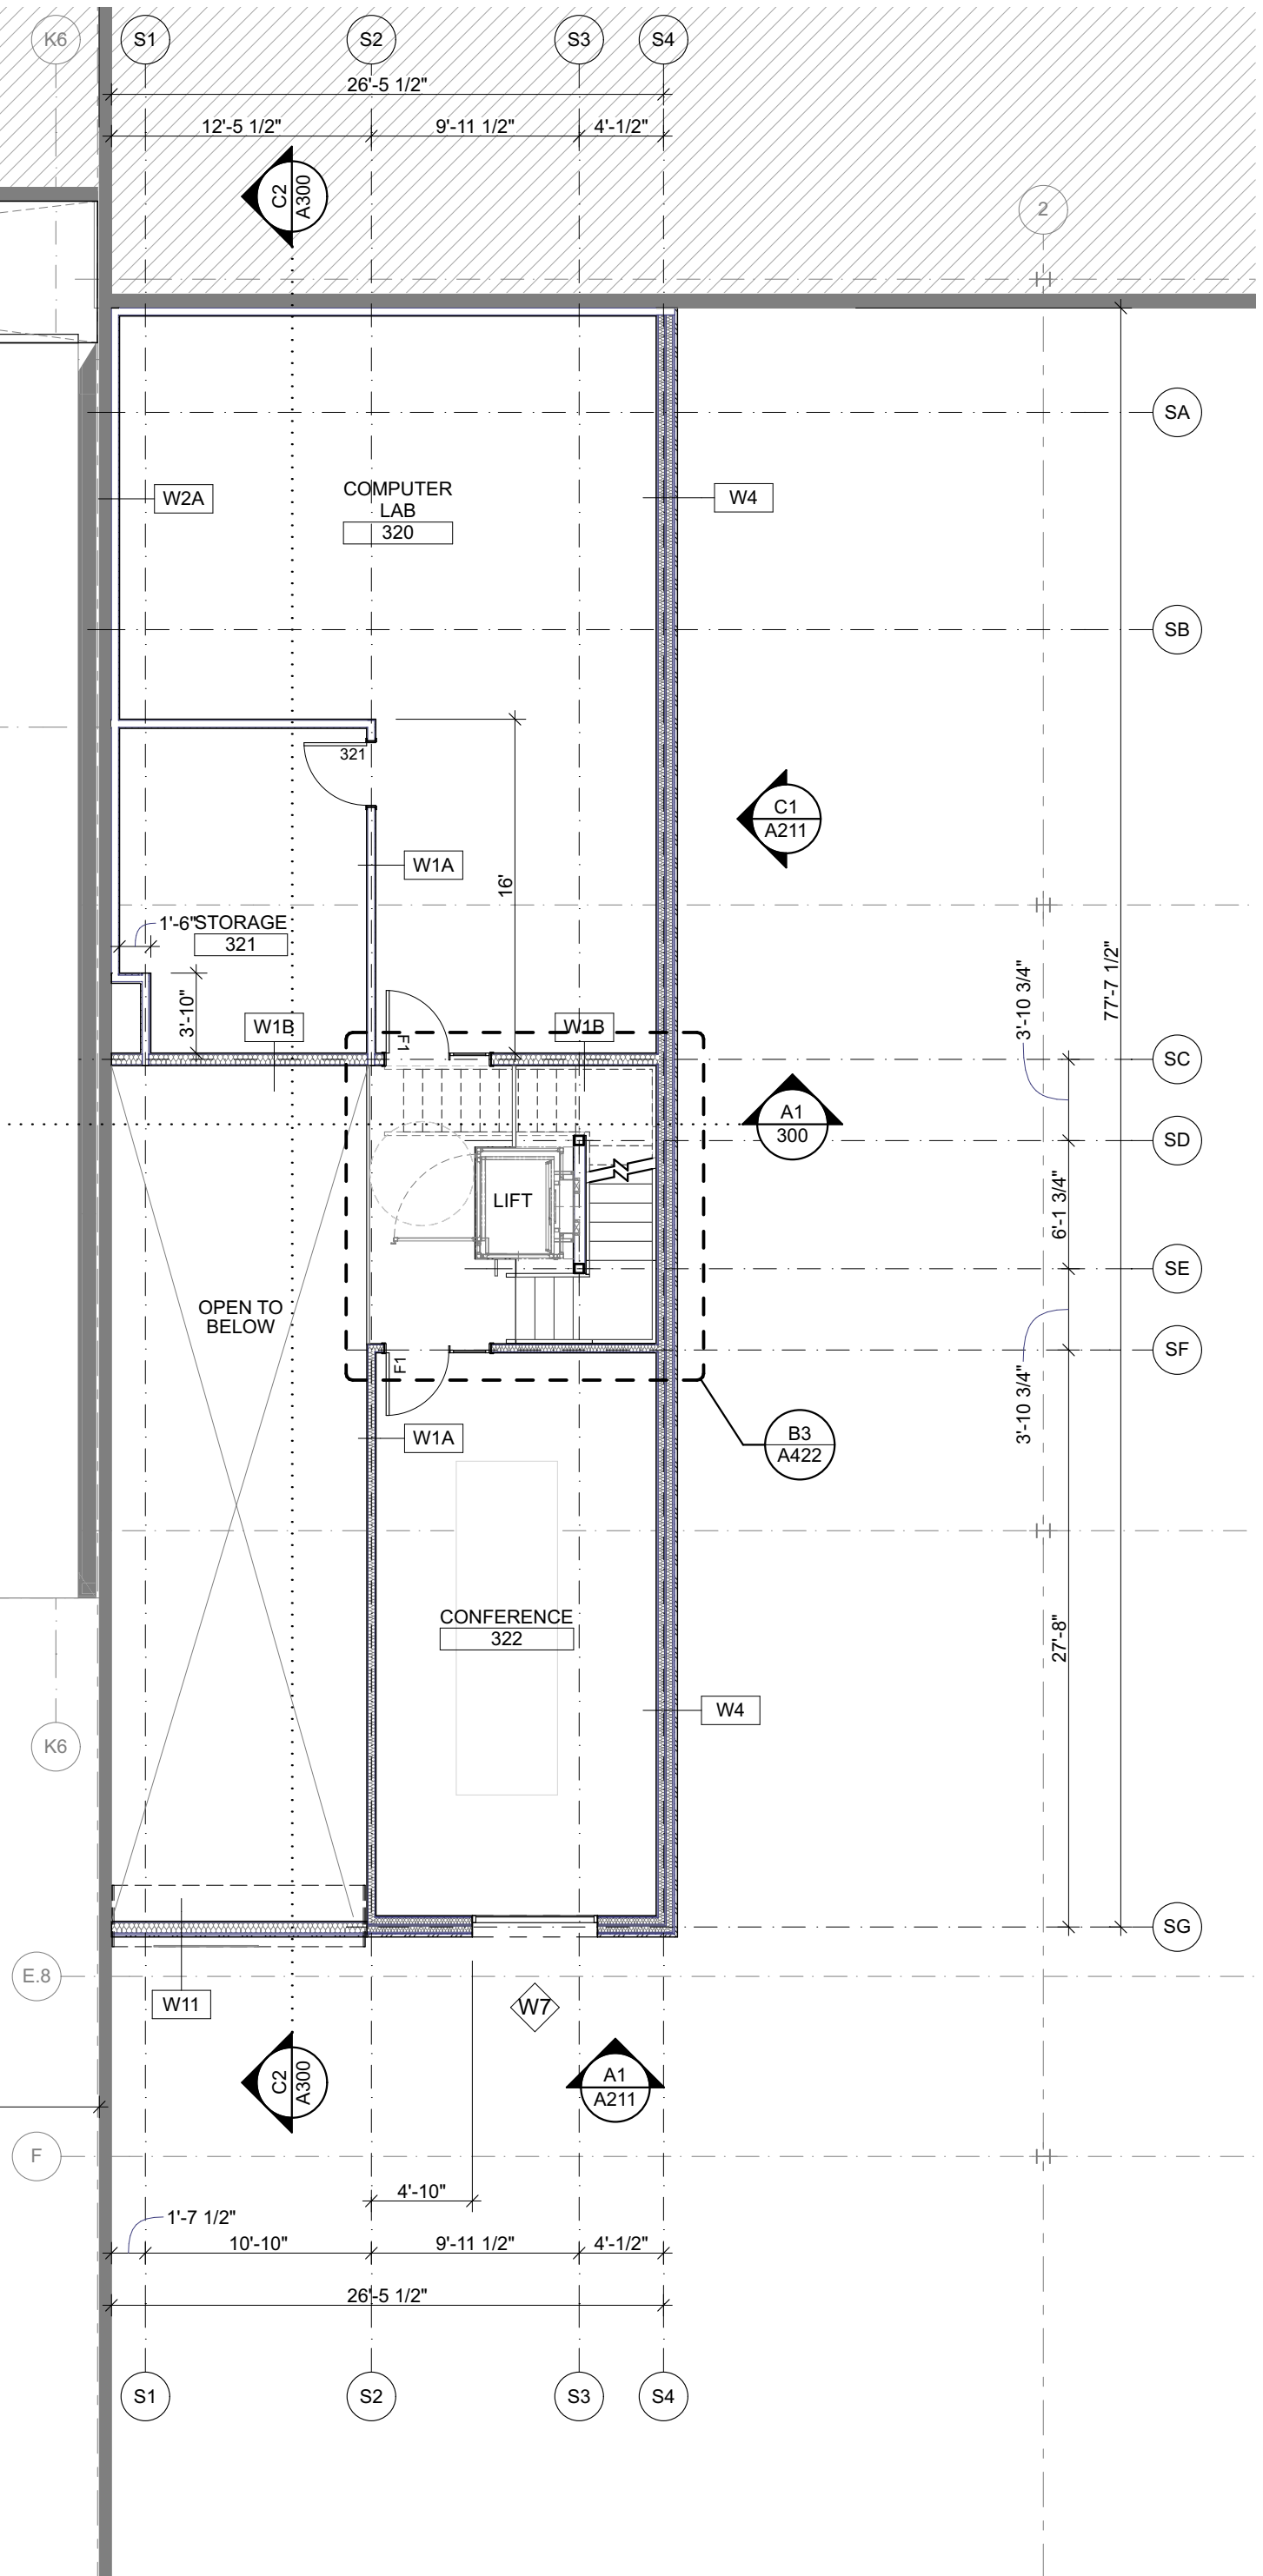 K6
S1
S2
S3
S4
26'-5 1/2"
12'-5 1/2"
9'-11 1/2"
4'-1/2"
C2
A300
2
SA
W2A
COMPUTER
LAB
320
W4
SB
321
C1
A211
W1A
16'
1'-6"
STORAGE
321
3'-10"
W1B
W1B
F1
3'-10 3/4"
77'-7 1/2"
SC
A1
300
SD
LIFT
6'-1 3/4"
SE
OPEN TO
BELOW
F1
SF
3'-10 3/4"
W1A
B3
A422
CONFERENCE
322
27'-8"
W4
K6
SG
E.8
W11
W7
C2
A300
A1
A211
F
4'-10"
1'-7 1/2"
10'-10"
9'-11 1/2"
4'-1/2"
26'-5 1/2"
S1
S2
S3
S4